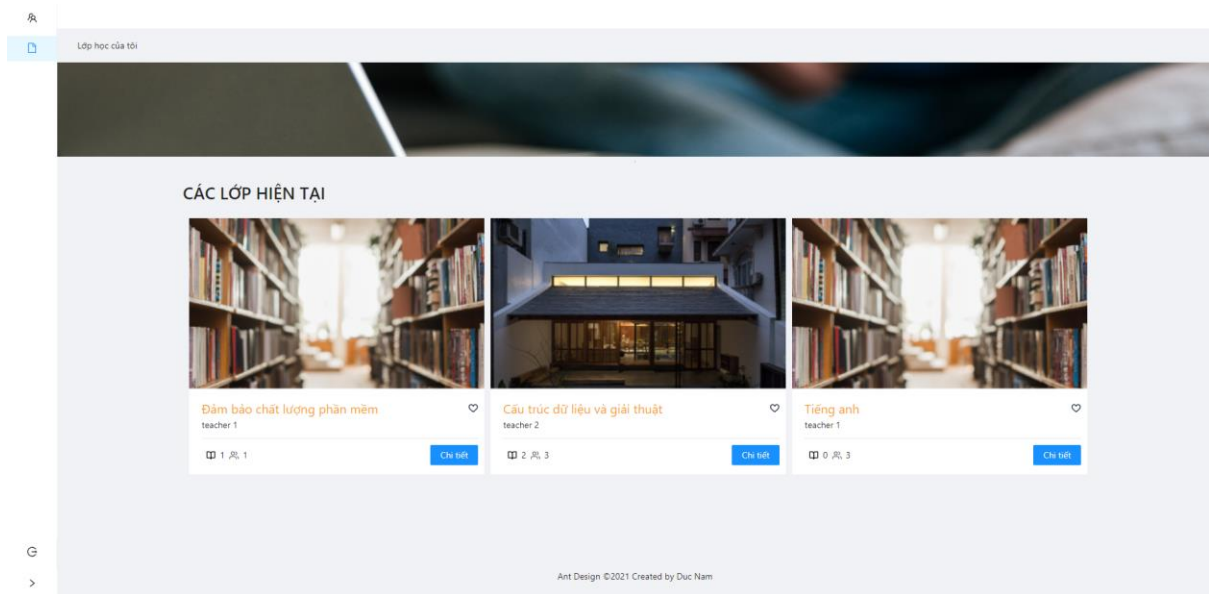 Lớp học của tôi
CÁC LỚP HIỆN TẠI
Đảm bảo chất lượng phần mềm
teacher 1
1 1
Chi tiết
Cấu trúc dữ liệu và giải thuật
teacher 2
2 3
Chi tiết
Tiếng anh
teacher 1
0 3
Chi tiết
Ant Design ©2021 Created by Duc Nam